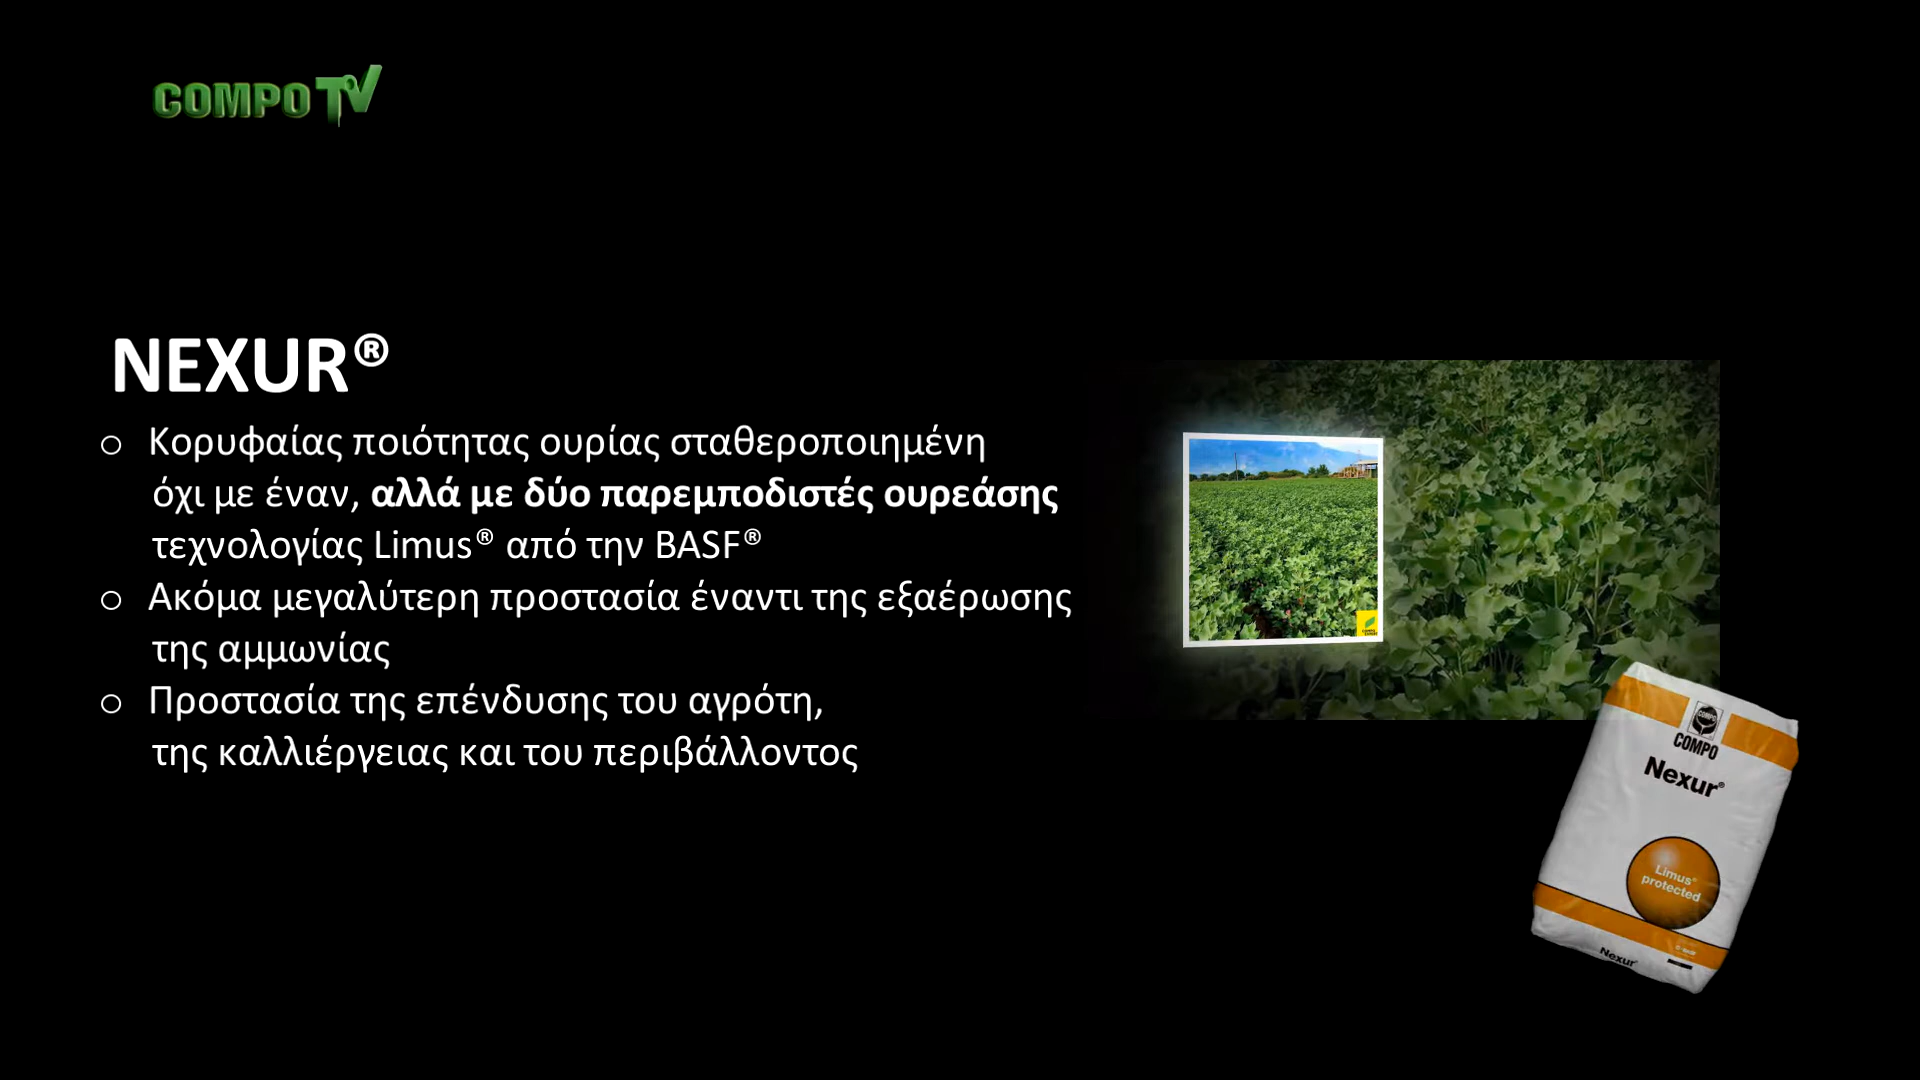 COMPO TV
NEXUR®
o Κορυφαίας ποιότητας ουρίας σταθεροποιημένη
όχι με έναν, αλλά με δύο παρεμποδιστές ουρεάσης
τεχνολογίας Limus® από την BASF®
o Ακόμα μεγαλύτερη προστασία έναντι της εξαέρωσης
της αμμωνίας
o Προστασία της επένδυσης του αγρότη,
της καλλιέργειας και του περιβάλλοντος
COMPO
COMPO
Nexur®
Limus®
protected
Nexur®